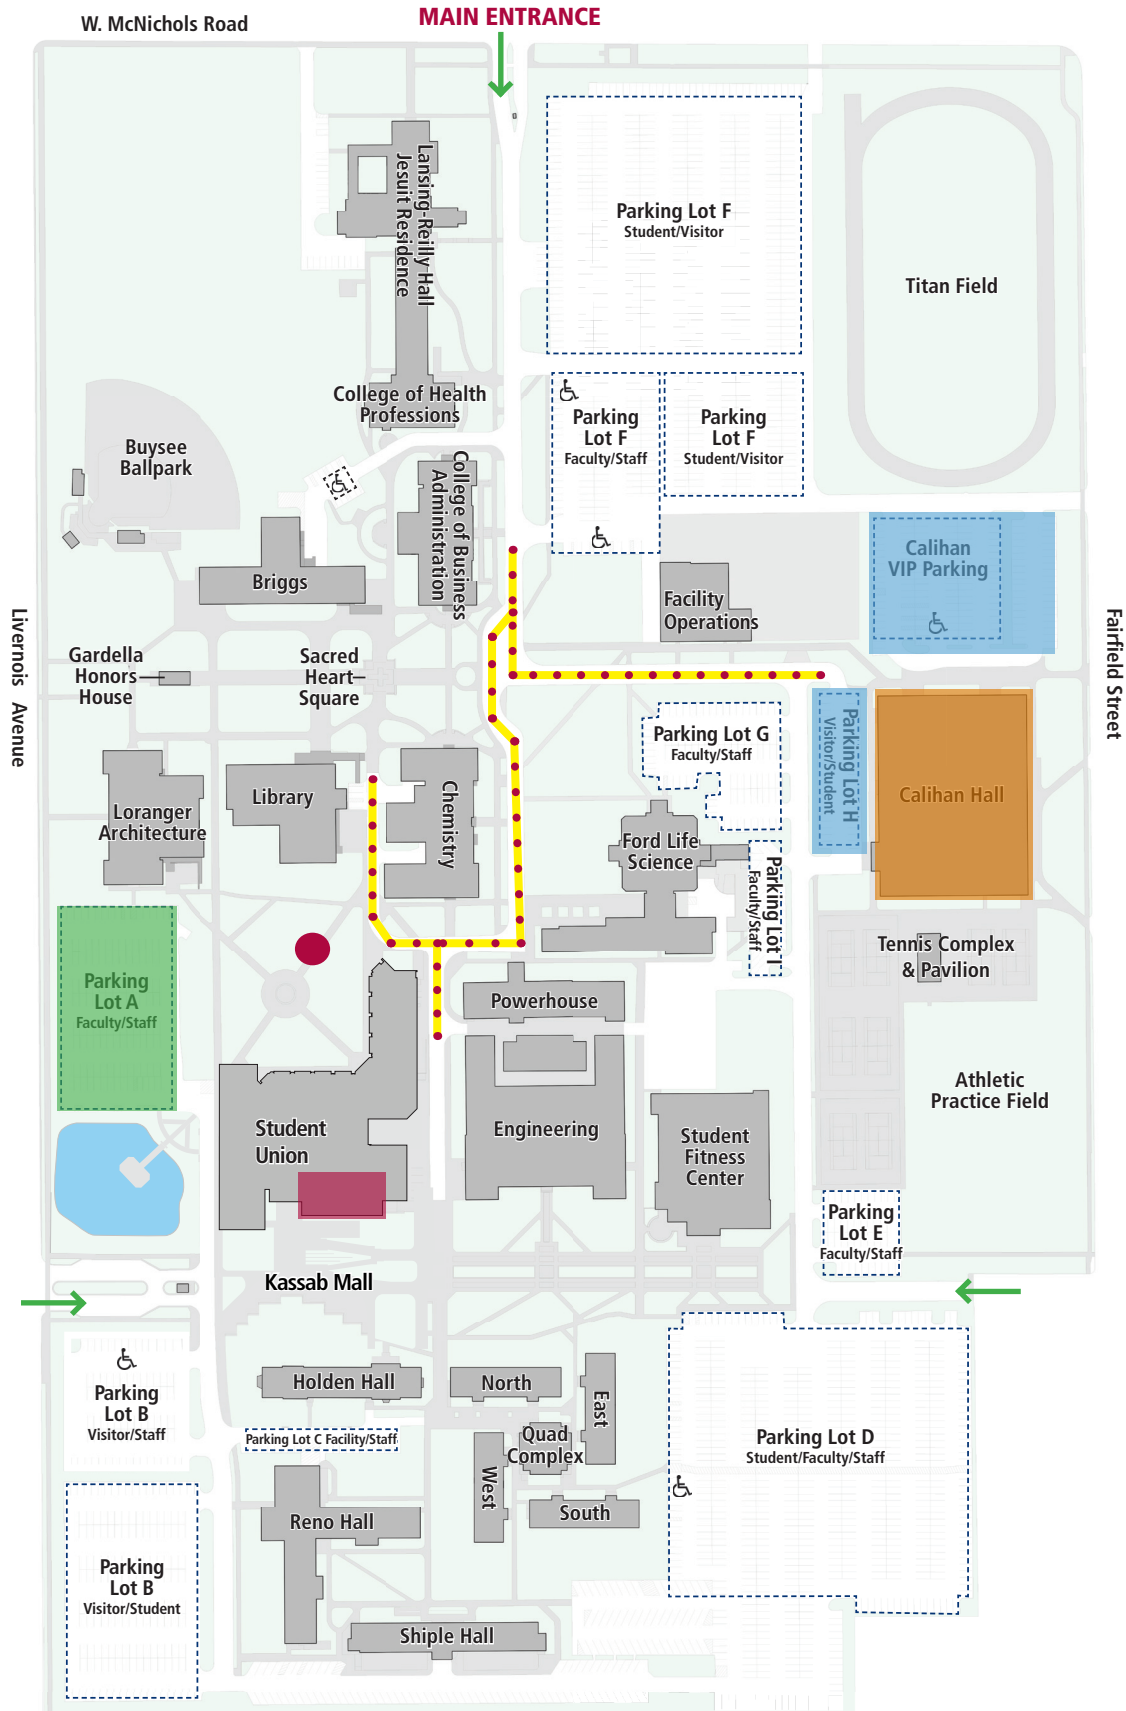 MAIN ENTRANCE
W. McNichols Road
Lansing-Reilly Hall
Jesuit Residence
Parking Lot F
Student/Visitor
Titan Field
College of Health
Professions
Parking
Lot F
Faculty/Staff
Parking
Lot F
Student/Visitor
Buysee
Ballpark
College of Business
Administration
Calihan
VIP Parking
Briggs
Facility
Operations
Livernois Avenue
Fairfield Street
Gardella
Honors
House
Sacred
Heart
Square
Parking Lot G
Faculty/Staff
Parking Lot H
Visitor/Student
Calihan Hall
Loranger
Architecture
Library
Chemistry
Ford Life
Science
Parking Lot I
Faculty/Staff
Tennis Complex
& Pavilion
Parking
Lot A
Faculty/Staff
Powerhouse
Athletic
Practice Field
Student
Union
Engineering
Student
Fitness
Center
Parking
Lot E
Faculty/Staff
Kassab Mall
Parking
Lot B
Visitor/Staff
Holden Hall
North
East
Parking Lot C Facility/Staff
Quad
Complex
Parking Lot D
Student/Faculty/Staff
West
South
Reno Hall
Parking
Lot B
Visitor/Student
Shiple Hall